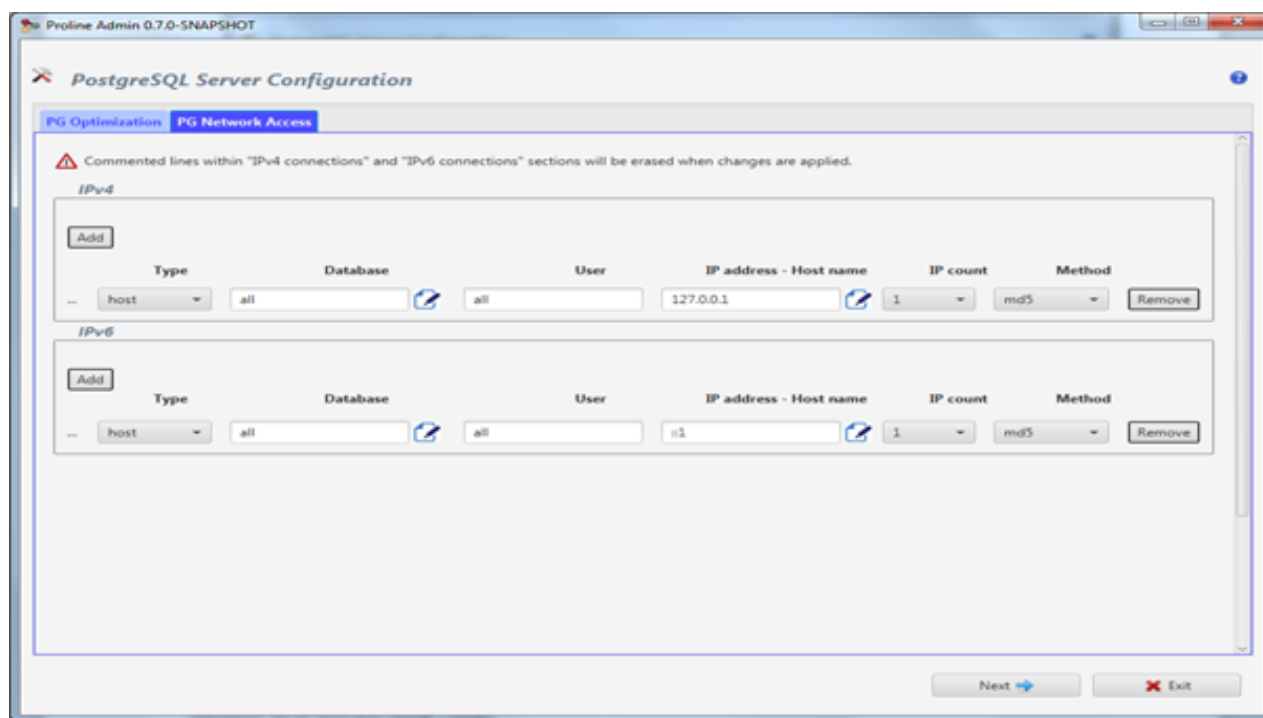 Proline Admin 0.7.0-SNAPSHOT
PostgreSQL Server Configuration
PG Optimization PG Network Access
Commented lines within "IPv4 connections" and "IPv6 connections" sections will be erased when changes are applied.
IPv4
Add
Type Database User IP address - Host name IP count Method
... host all all 127.0.0.1 1 md5 Remove
IPv6
Add
Type Database User IP address - Host name IP count Method
... host all all ::1 1 md5 Remove
Next Exit